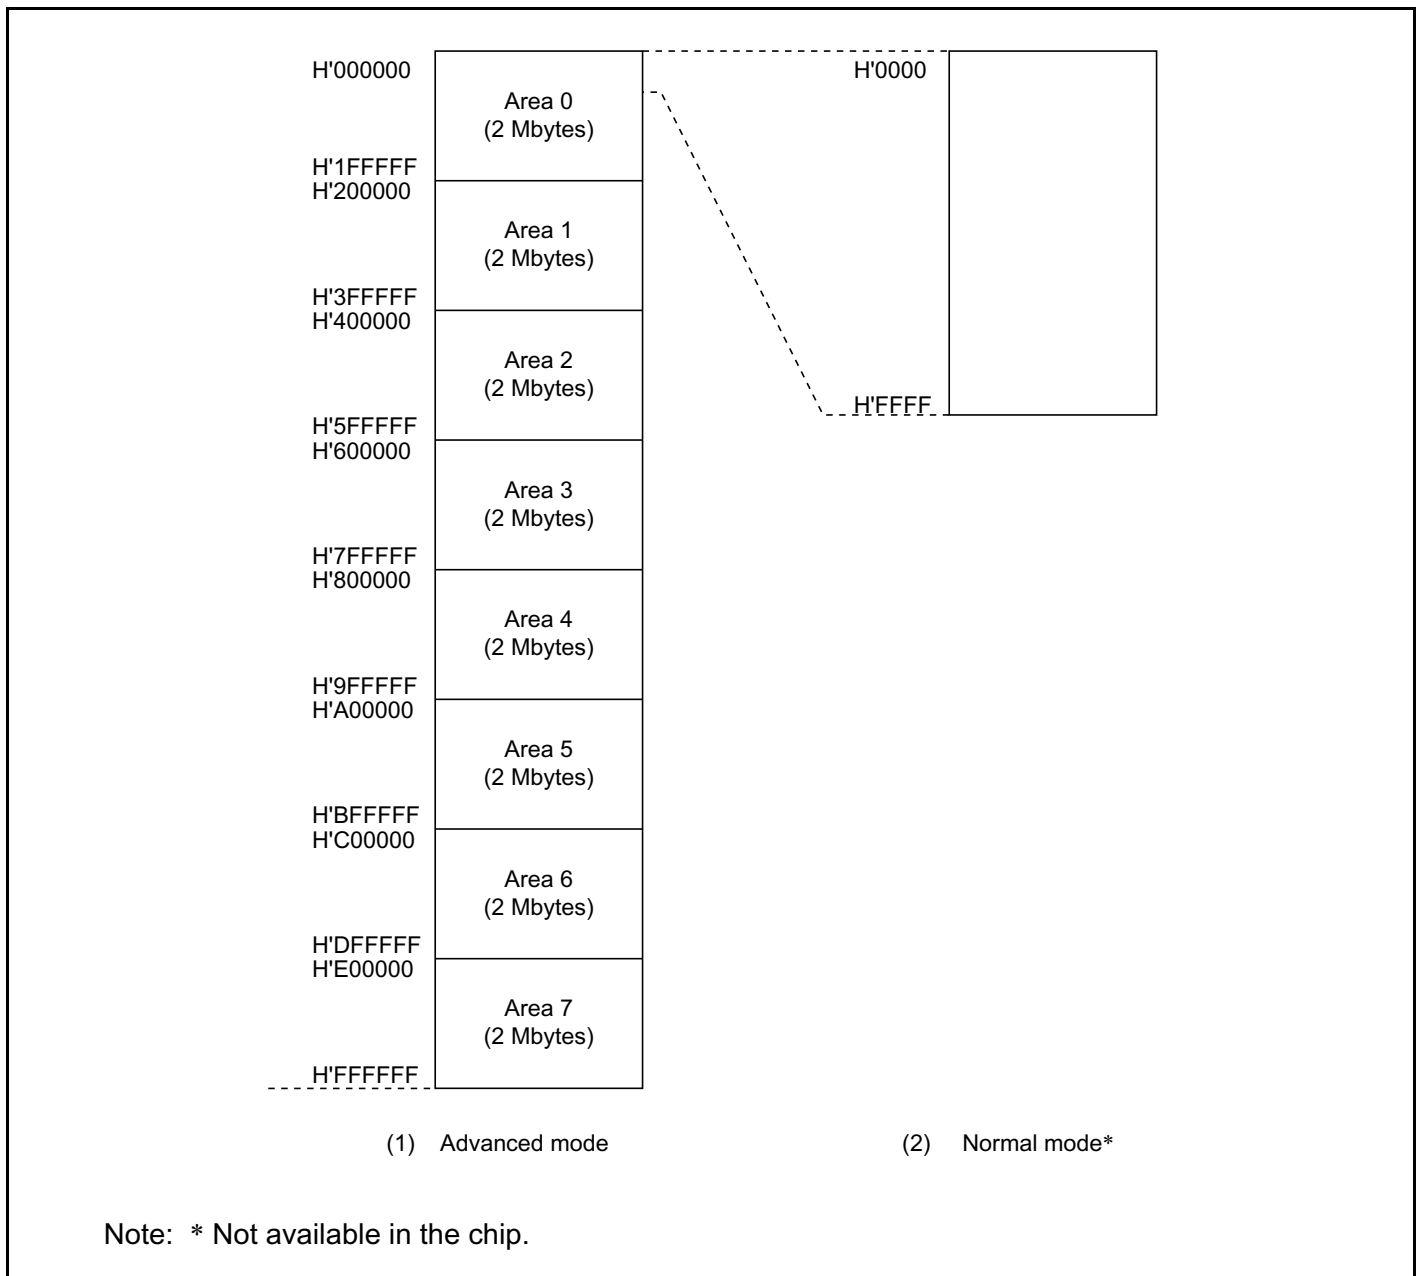 H'000000
Area 0
(2 Mbytes)
H'1FFFFF
H'200000
Area 1
(2 Mbytes)
H'3FFFFF
H'400000
Area 2
(2 Mbytes)
H'5FFFFF
H'600000
Area 3
(2 Mbytes)
H'7FFFFF
H'800000
Area 4
(2 Mbytes)
H'9FFFFF
H'A00000
Area 5
(2 Mbytes)
H'BFFFFF
H'C00000
Area 6
(2 Mbytes)
H'DFFFFF
H'E00000
Area 7
(2 Mbytes)
H'FFFFFF
(1) Advanced mode
H'0000
H'FFFF
(2) Normal mode*
Note: * Not available in the chip.